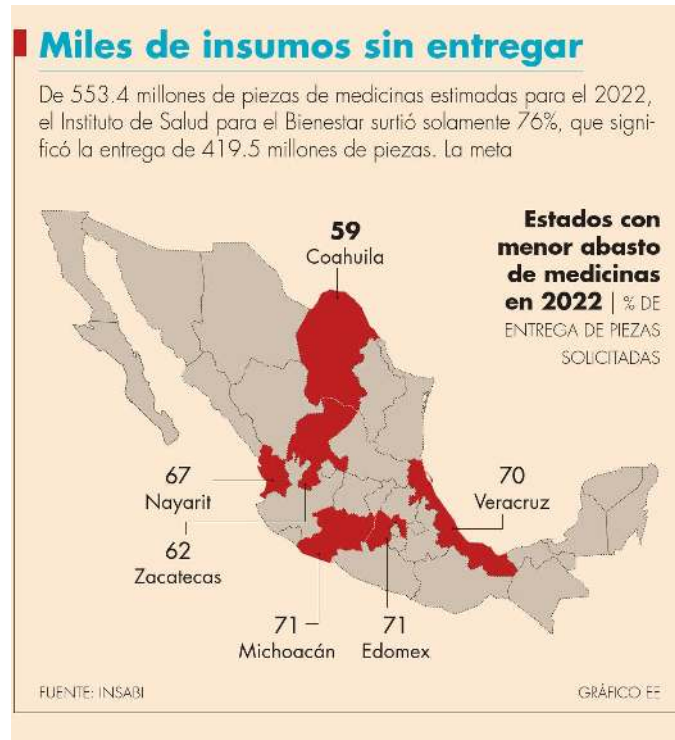 Miles de insumos sin entregar
De 553.4 millones de piezas de medicinas estimadas para el 2022,
el Instituto de Salud para el Bienestar surtió solamente 76%, que signi-
ficó la entrega de 419.5 millones de piezas. La meta
Estados con
menor abasto
de medicinas
en 2022 | % DE
ENTREGA DE PIEZAS
SOLICITADAS
59
Coahuila
67
Nayarit
62
Zacatecas
70
Veracruz
71
Michoacán
71
Edomex
FUENTE: INSABI
GRÁFICO EE